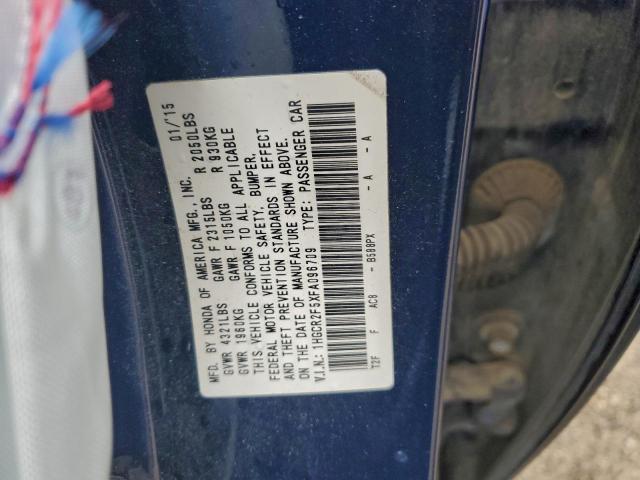 MFD. BY HONDA OF AMERICA MFG., INC. 01/'15
GVWR 4321LBS GAWR F 2315LBS R 2050LBS
GVWR 1960KG GAWR F 1050KG R 930KG
THIS VEHICLE CONFORMS TO ALL APPLICABLE
FEDERAL MOTOR VEHICLE SAFETY, BUMPER,
AND THEFT PREVENTION STANDARDS IN EFFECT
ON THE DATE OF MANUFACTURE SHOWN ABOVE.
V.I.N.: 1HGCR2F5XFA096709 TYPE: PASSENGER CAR
T2F F AC8 - B588PX - A - A